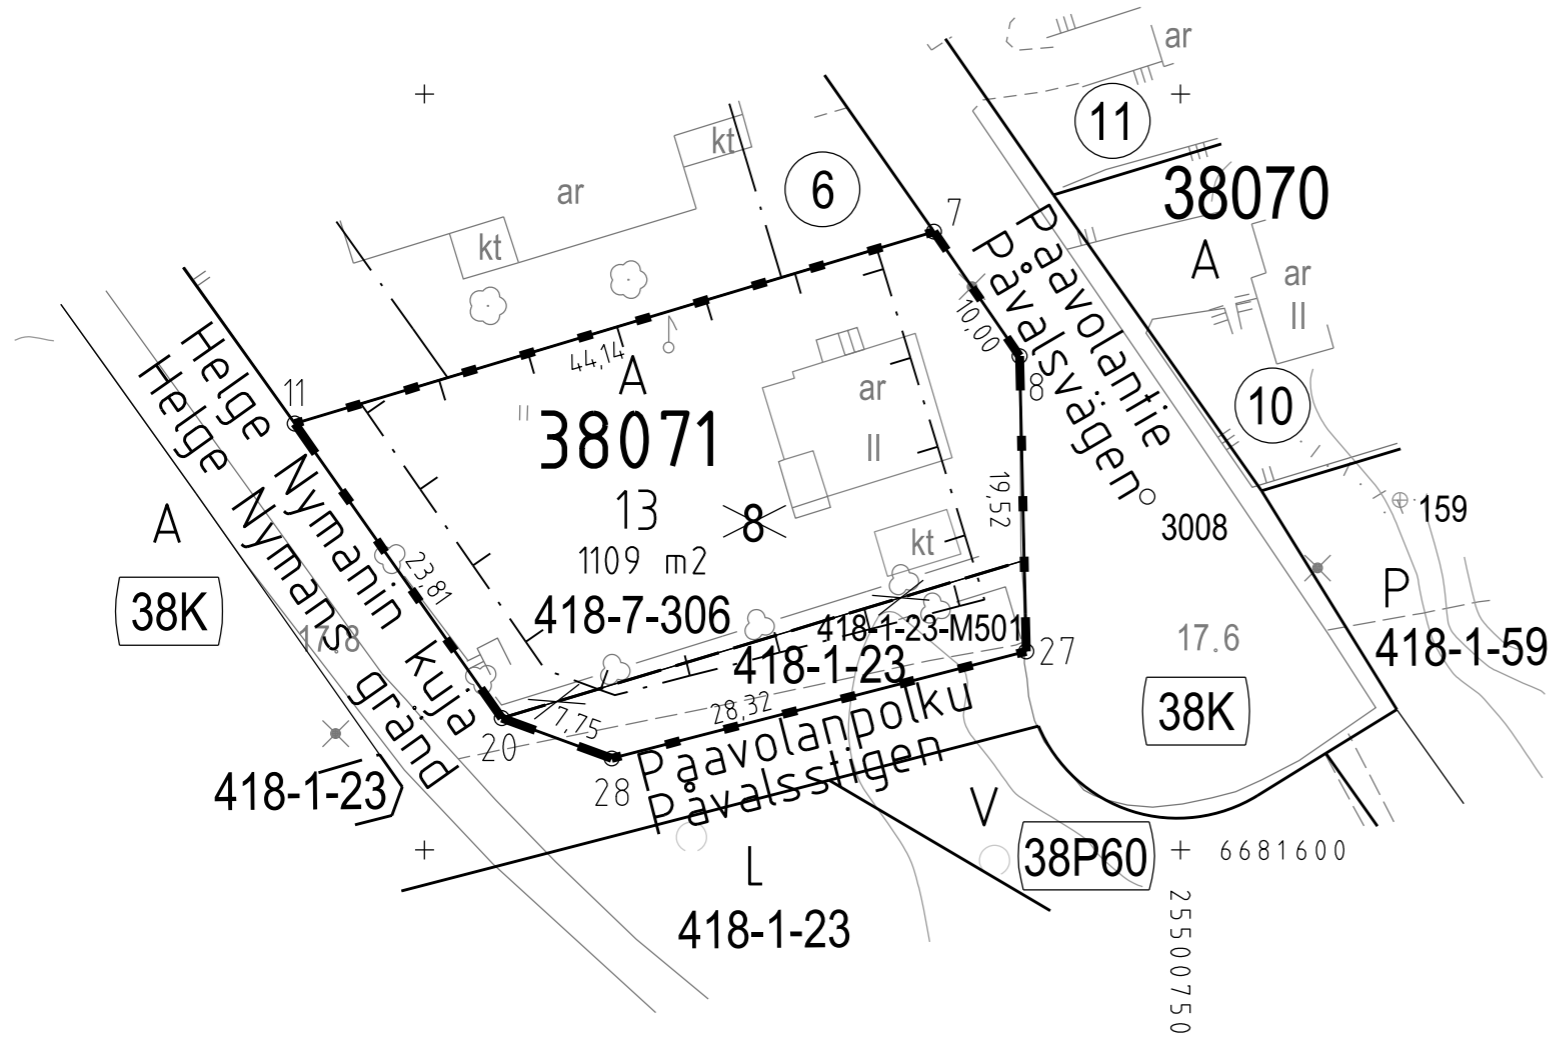 ar
11
kt
38070
ar
6
7
Paavolantie
Påvalsvägen
A
kt
ar
II
10,00
44,14
A
8
11
ar
10
II
38071
Helge Nymanin kuja
Helge Nymans gränd
19,52
13
8
159
3008
A
kt
1109 m2
23,81
P
38K
418-7-306
418-1-23-M501
17.8
17.6
418-1-59
418-1-23
27
38K
28,32
7,75
20
Paavolanpolku
Påvalsstigen
28
418-1-23
V
L
38P60
6681600
418-1-23
25500750